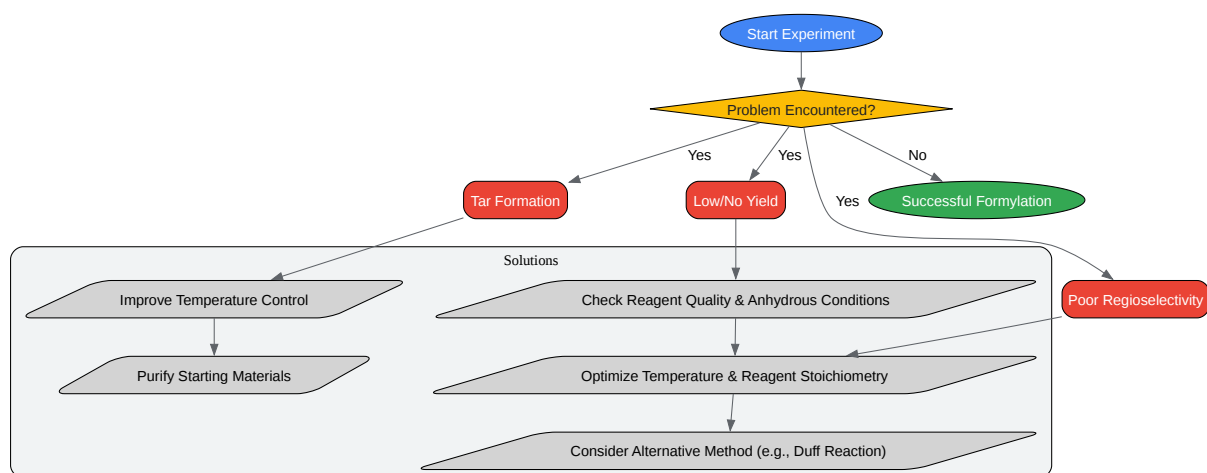 Start Experiment
Problem Encountered?
Yes
Yes
No
Tar Formation
Low/No Yield
Yes
Successful Formylation
Solutions
Improve Temperature Control
Check Reagent Quality & Anhydrous Conditions
Poor Regioselectivity
Purify Starting Materials
Optimize Temperature & Reagent Stoichiometry
Consider Alternative Method (e.g., Duff Reaction)